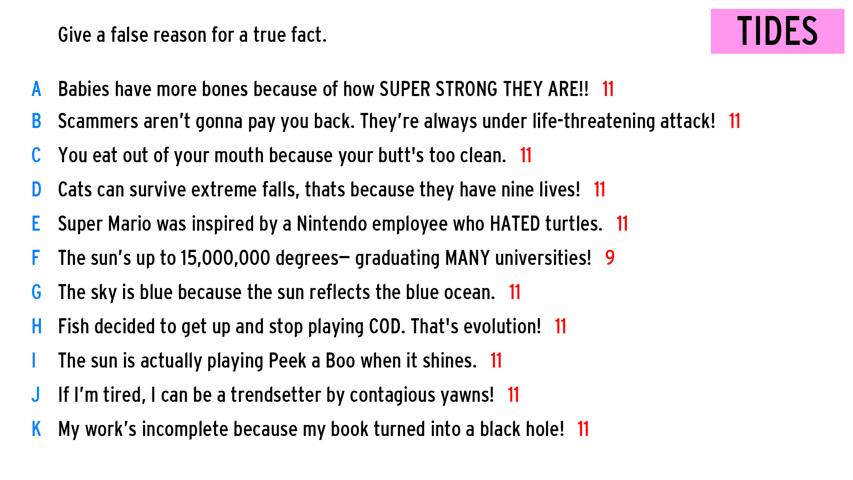 Give a false reason for a true fact.
TIDES
A Babies have more bones because of how SUPER STRONG THEY ARE!! 11
B Scammers aren't gonna pay you back. They're always under life-threatening attack! 11
C You eat out of your mouth because your butt's too clean. 11
D Cats can survive extreme falls, thats because they have nine lives! 11
E Super Mario was inspired by a Nintendo employee who HATED turtles. 11
F The sun's up to 15,000,000 degrees— graduating MANY universities! 9
G The sky is blue because the sun reflects the blue ocean. 11
H Fish decided to get up and stop playing COD. That's evolution! 11
I The sun is actually playing Peek a Boo when it shines. 11
J If I'm tired, I can be a trendsetter by contagious yawns! 11
K My work's incomplete because my book turned into a black hole! 11